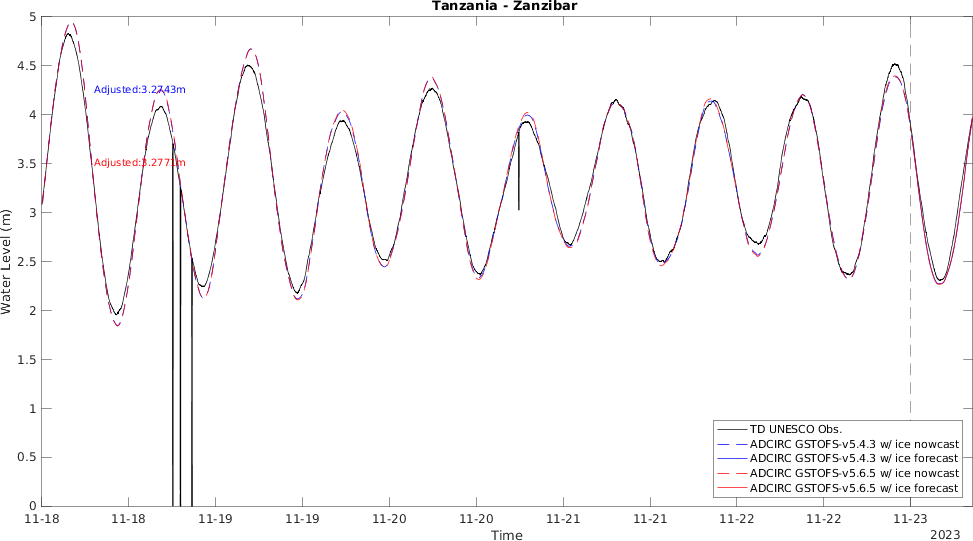 Tanzania - Zanzibar
5
4.5
4
3.5
3
2.5
2
1.5
1
0.5
0
Water Level (m)
Adjusted:3.2743m
Adjusted:3.2771m
TD UNESCO Obs.
ADCIRC GSTOFS-v5.4.3 w/ ice nowcast
ADCIRC GSTOFS-v5.4.3 w/ ice forecast
ADCIRC GSTOFS-v5.6.5 w/ ice nowcast
ADCIRC GSTOFS-v5.6.5 w/ ice forecast
11-18 11-18 11-19 11-19 11-20 11-20 11-21 11-21 11-22 11-22 11-23
Time
2023